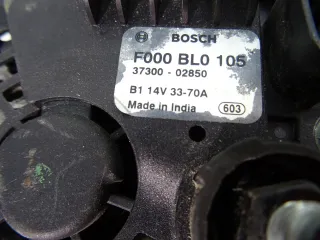 BOSCH
F000 BL0 105
37300 - 02850
B1 14V 33-70A
Made in India 603